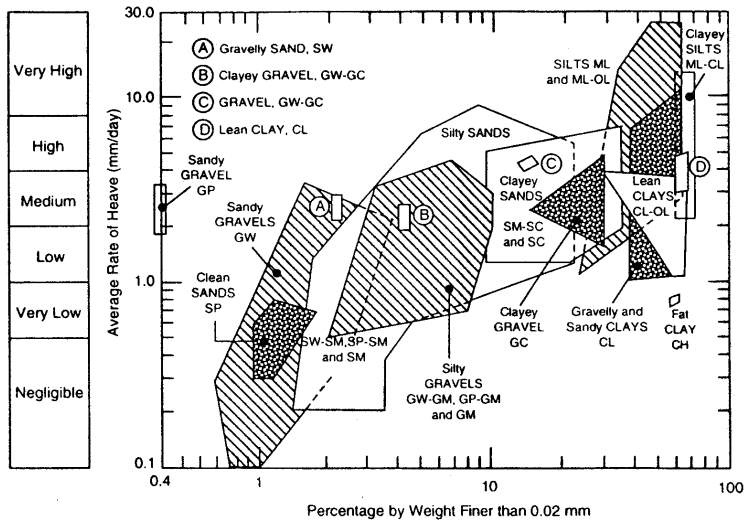 Very High
High
Medium
Low
Very Low
Negligible
Average Rate of Heave (mm/day)
30.0
10.0
1.0
0.1
A Gravelly SAND, SW
B Clayey GRAVEL, GW-GC
C GRAVEL, GW-GC
D Lean CLAY, CL
SILTS ML
and ML-OL
Clayey
SILTS
ML-CL
Silty SANDS
Sandy
GRAVEL
GP
Sandy
GRAVELS
GW
Clean
SANDS
SP
A
B
C
D
Clayey
SANDS
SM-SC
and SC
Lean
CLAYS
CL-OL
SW-SM, SP-SM
and SM
Silty
GRAVELS
GW-GM, GP-GM
and GM
Clayey
GRAVEL
GC
Gravelly and
Sandy CLAYS
CL
Fat
CLAY
CH
0.4
1
10
100
Percentage by Weight Finer than 0.02 mm